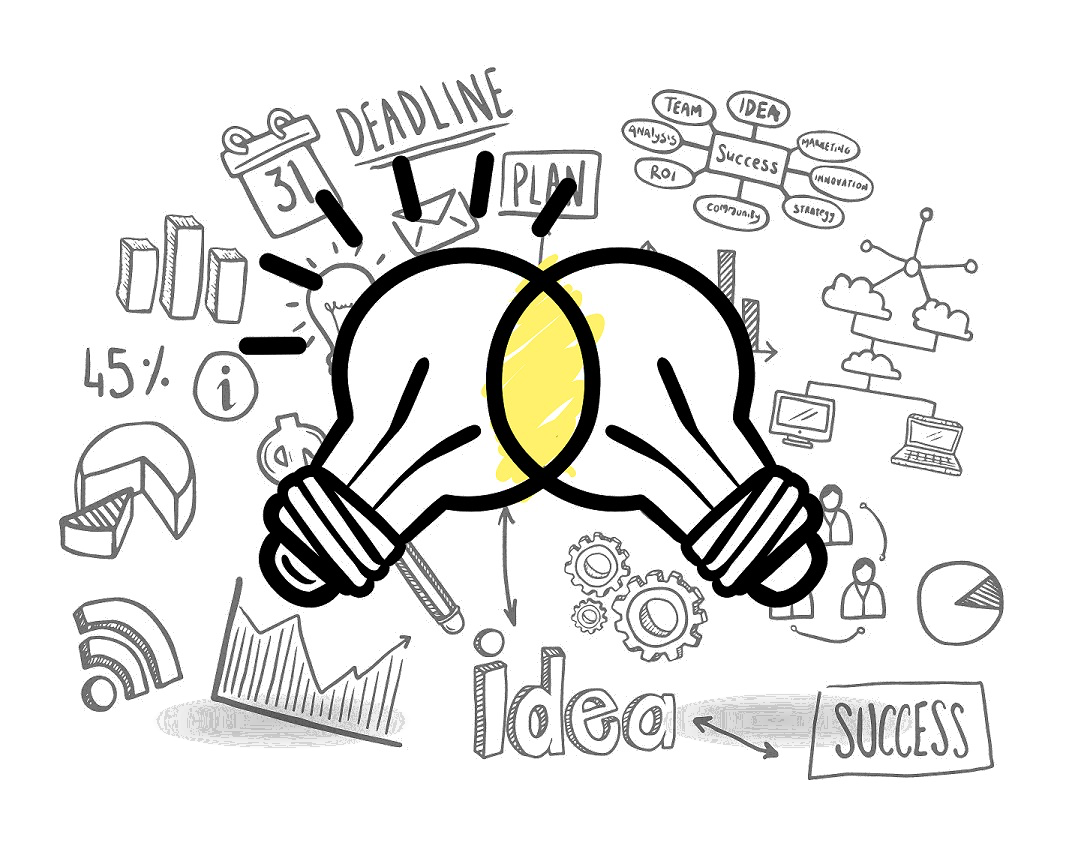 DEADLINE
31
PLAN
TEAM
IDEA
ANALYSIS
MARKETING
Success
ROI
INNOVATION
COMMUNITY
STRATEGY
45%
i
idea
SUCCESS